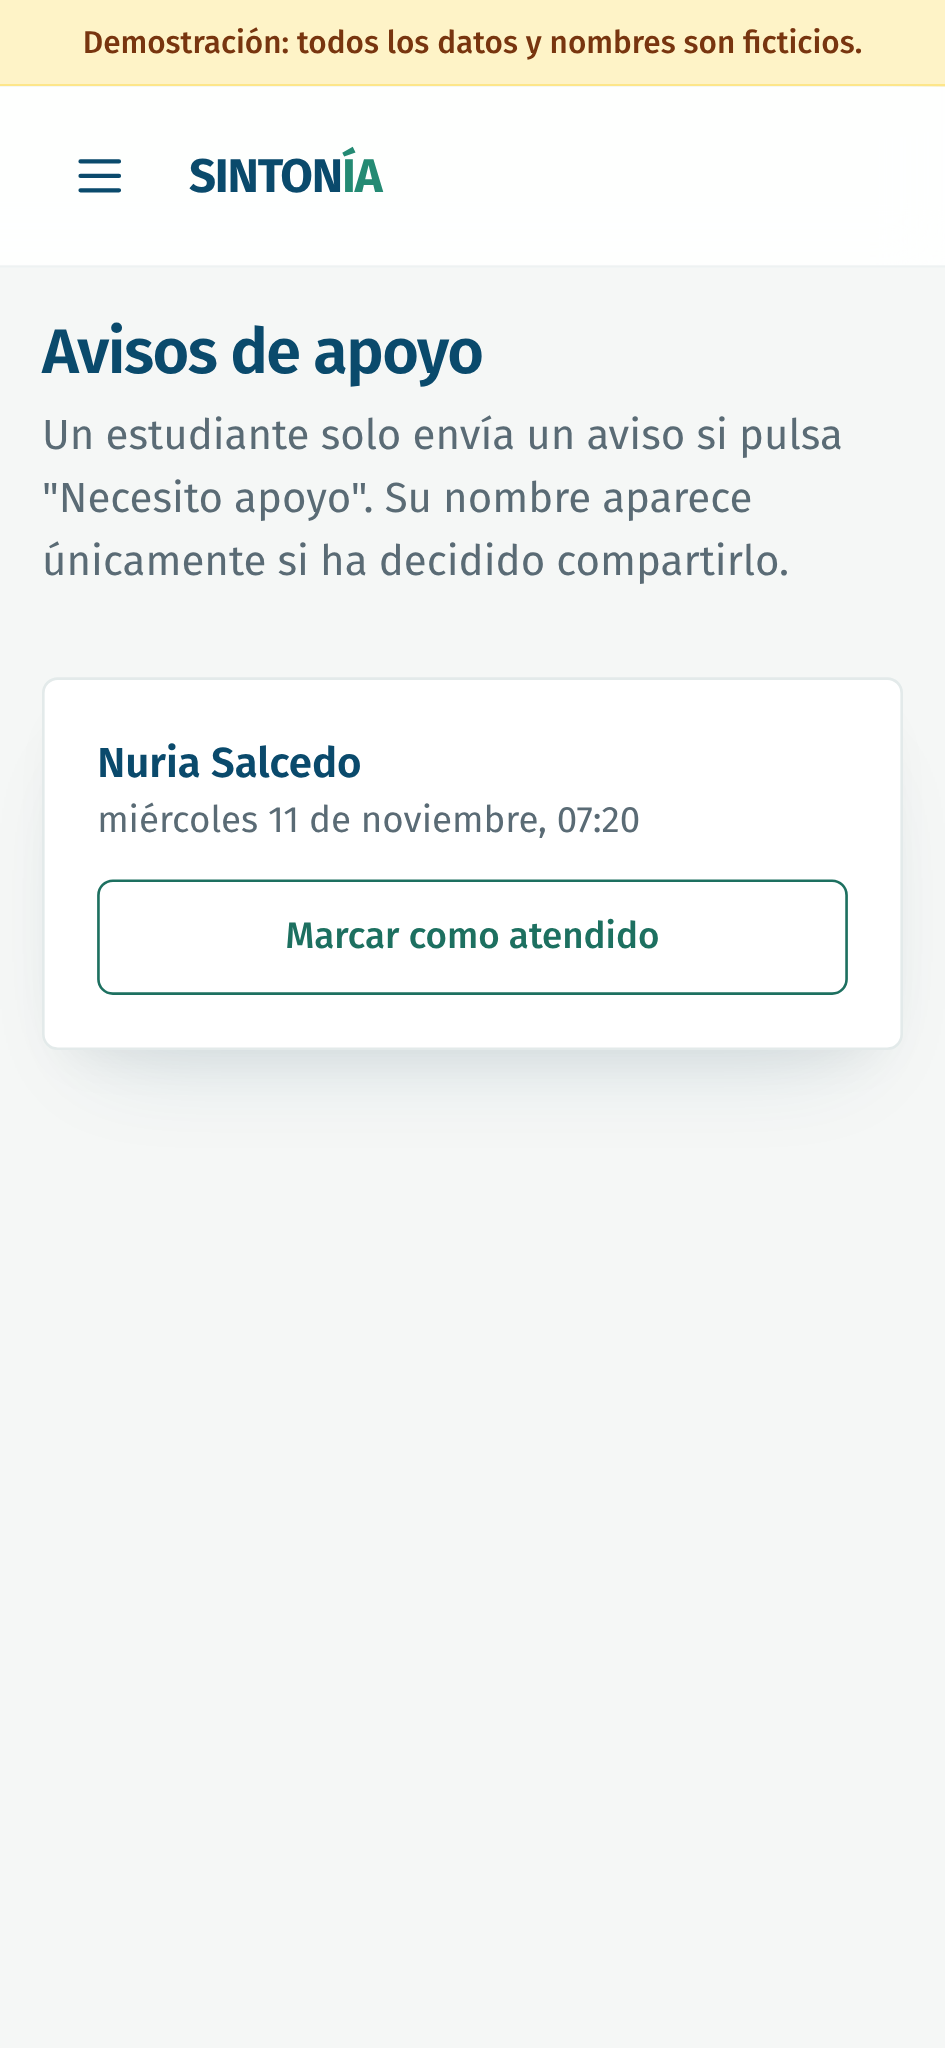 Demostración: todos los datos y nombres son ficticios.
SINTONÍA
Avisos de apoyo
Un estudiante solo envía un aviso si pulsa
"Necesito apoyo". Su nombre aparece
únicamente si ha decidido compartirlo.
Nuria Salcedo
miércoles 11 de noviembre, 07:20
Marcar como atendido